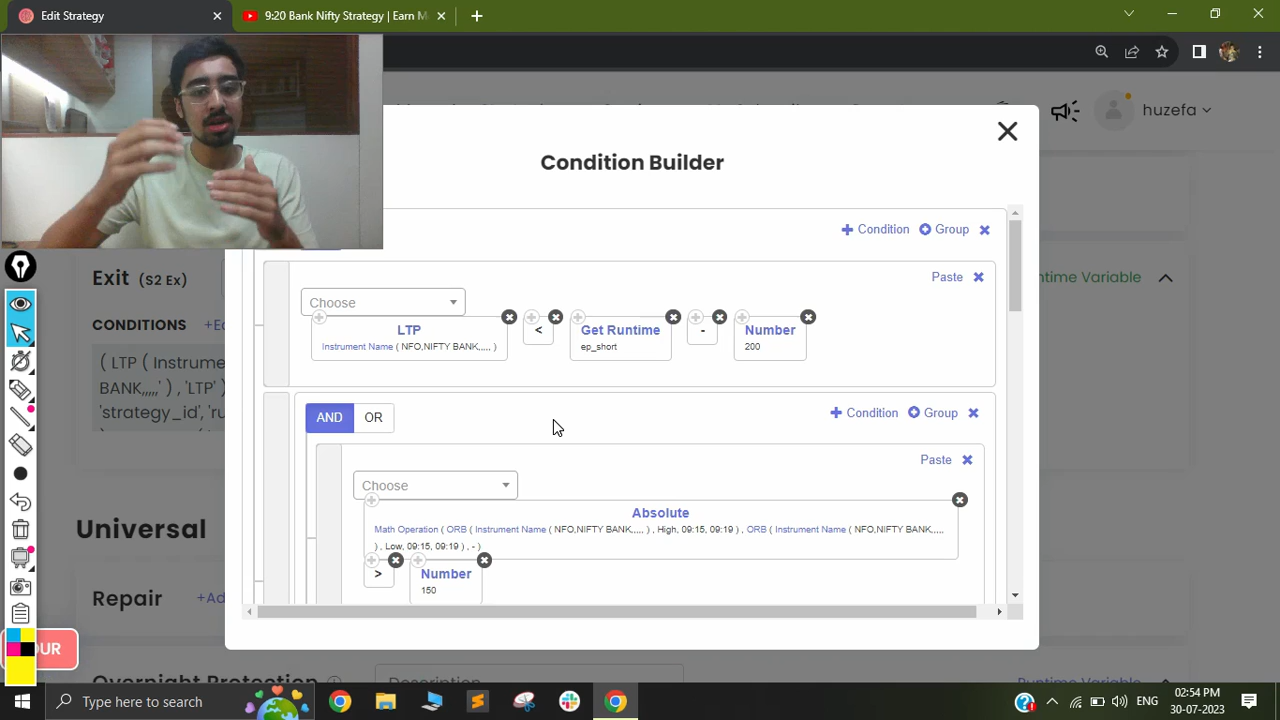 Edit Strategy
9:20 Bank Nifty Strategy | Earn M
huzefa
Condition Builder
Condition Group
Paste
Choose
LTP < Get Runtime - Number
Instrument Name ( NFO,NIFTY BANK,,,,, ) ep_short 200
AND OR Condition Group
Paste
Choose
Absolute
Math Operation ( ORB ( Instrument Name ( NFO,NIFTY BANK,,,,, ) , High, 09:15, 09:19 ) , ORB ( Instrument Name ( NFO,NIFTY BANK,,,,,
) , Low, 09:15, 09:19 ) , - )
> Number
150
Exit (S2 Ex)
ntime Variable
CONDITIONS +E
( LTP ( Instrume
BANK,,,,,' ) , 'LTP' )
'strategy_id', 'ru
Universal
Repair +Ad
OUR
Overnight Protection
Description
Runtime Variable
Type here to search
ENG
02:54 PM
30-07-2023